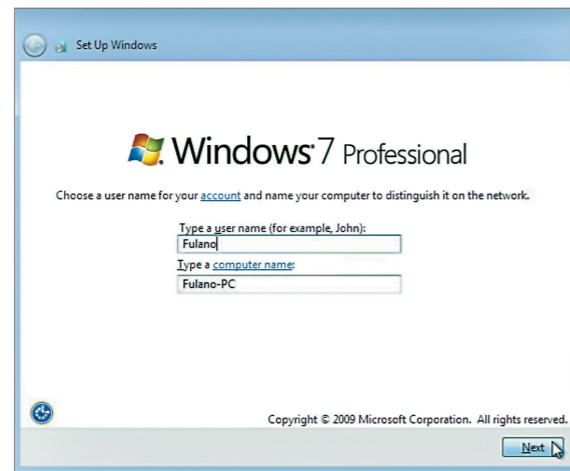 Set Up Windows
Windows 7 Professional
Choose a user name for your account and name your computer to distinguish it on the network.
Type a user name (for example, John):
Fulano
Type a computer name:
Fulano-PC
Copyright © 2009 Microsoft Corporation. All rights reserved.
Next